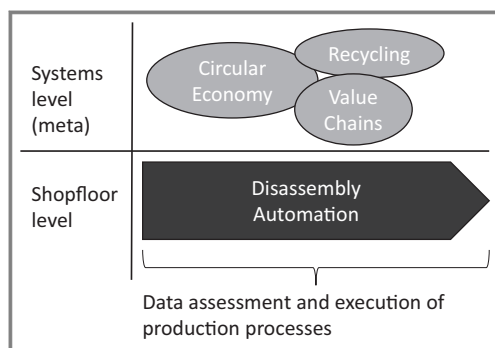 Systems
level
(meta)
Circular
Economy
Recycling
Value
Chains
Shopfloor
level
Disassembly
Automation
Data assessment and execution of
production processes